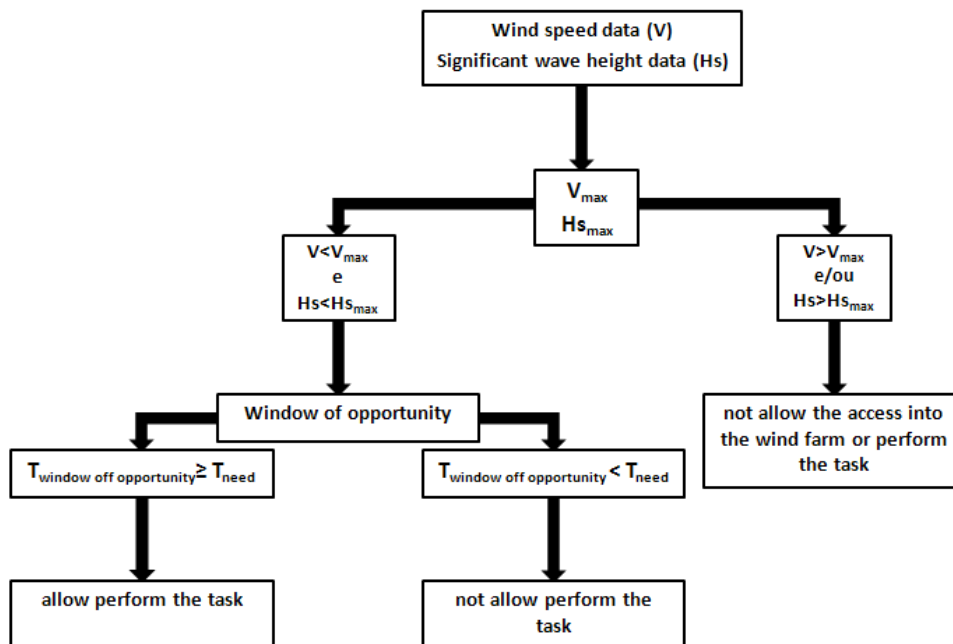 Wind speed data (V)
Significant wave height data (Hs)
Vmax
Hsmax
V<Vmax
e
Hs<Hsmax
V>Vmax
e/ou
Hs>Hsmax
Window of opportunity
not allow the access into
the wind farm or perform
the task
Twindow off opportunity≥ Tneed
Twindow off opportunity < Tneed
allow perform the task
not allow perform the
task